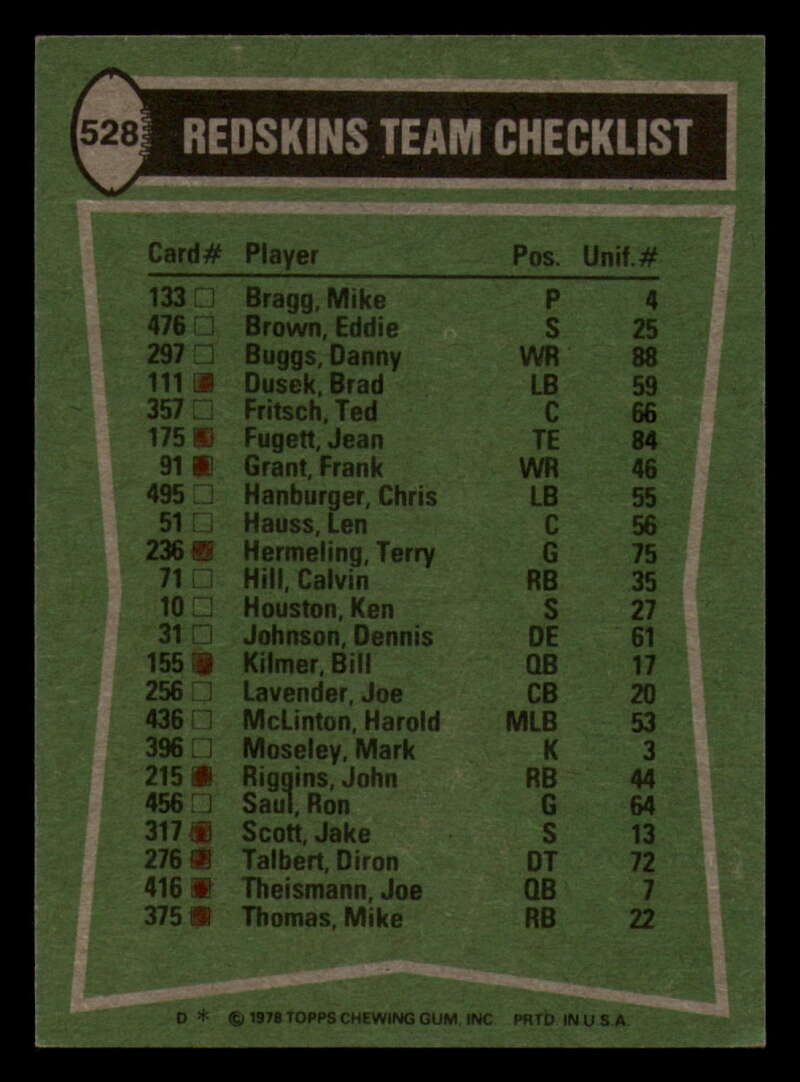 528 REDSKINS TEAM CHECKLIST
Card# Player Pos. Unif.#
133 Bragg, Mike P 4
476 Brown, Eddie S 25
297 Buggs, Danny WR 88
111 Dusek, Brad LB 59
357 Fritsch, Ted C 66
175 Fugett, Jean TE 84
91 Grant, Frank WR 46
495 Hanburger, Chris LB 55
51 Hauss, Len C 56
236 Hermeling, Terry G 75
71 Hill, Calvin RB 35
10 Houston, Ken S 27
31 Johnson, Dennis DE 61
155 Kilmer, Bill QB 17
256 Lavender, Joe CB 20
436 McLinton, Harold MLB 53
396 Moseley, Mark K 3
215 Riggins, John RB 44
456 Saul, Ron G 64
317 Scott, Jake S 13
276 Talbert, Diron DT 72
416 Theismann, Joe QB 7
375 Thomas, Mike RB 22
D * © 1978 TOPPS CHEWING GUM, INC. PRTD. IN U.S.A.